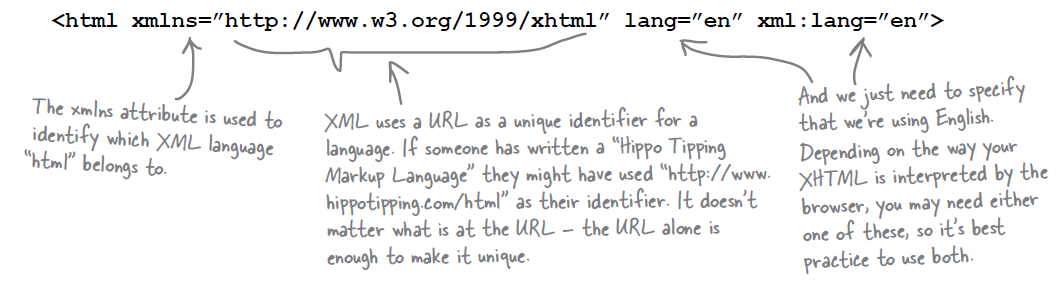 <html xmlns=”http://www.w3.org/1999/xhtml” lang=”en” xml:lang=”en”>
The xmlns attribute is used to
identify which XML language
“html” belongs to.
XML uses a URL as a unique identifier for a
language. If someone has written a “Hippo Tipping
Markup Language” they might have used “http://www.
hippotipping.com/html” as their identifier. It doesn’t
matter what is at the URL – the URL alone is
enough to make it unique.
And we just need to specify
that we’re using English.
Depending on the way your
XHTML is interpreted by the
browser, you may need either
one of these, so it’s best
practice to use both.